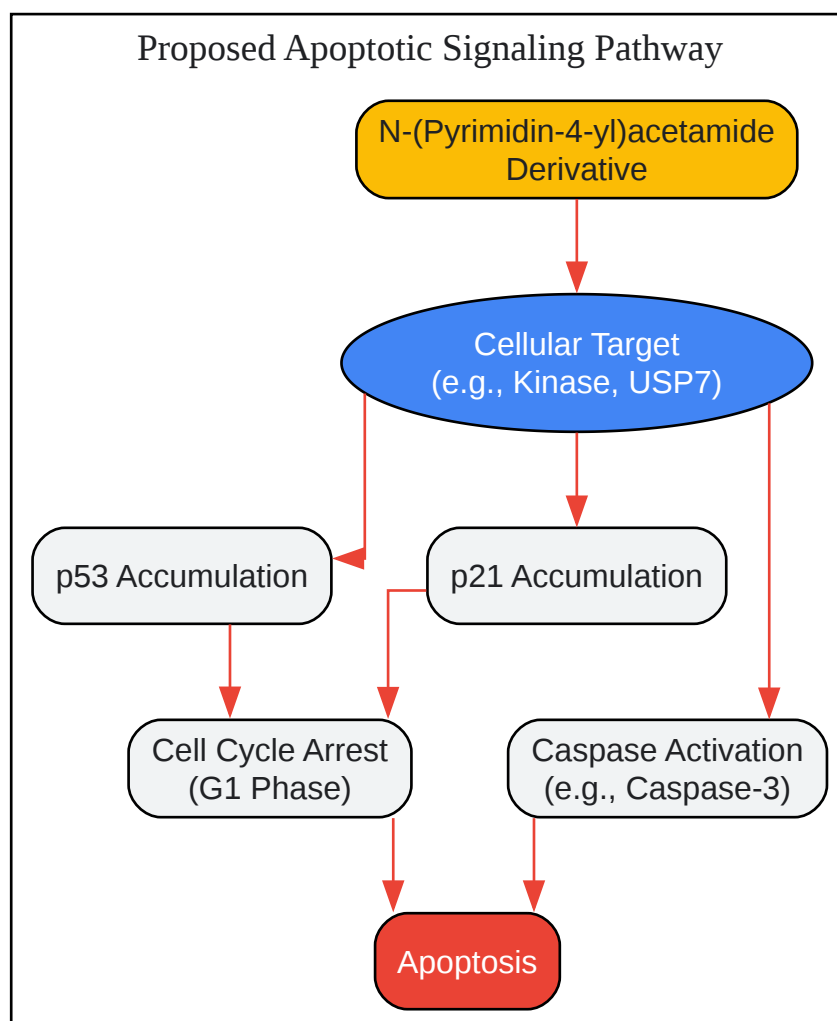 Proposed Apoptotic Signaling Pathway
N-(Pyrimidin-4-yl)acetamide
Derivative
Cellular Target
(e.g., Kinase, USP7)
p53 Accumulation
p21 Accumulation
Cell Cycle Arrest
(G1 Phase)
Caspase Activation
(e.g., Caspase-3)
Apoptosis